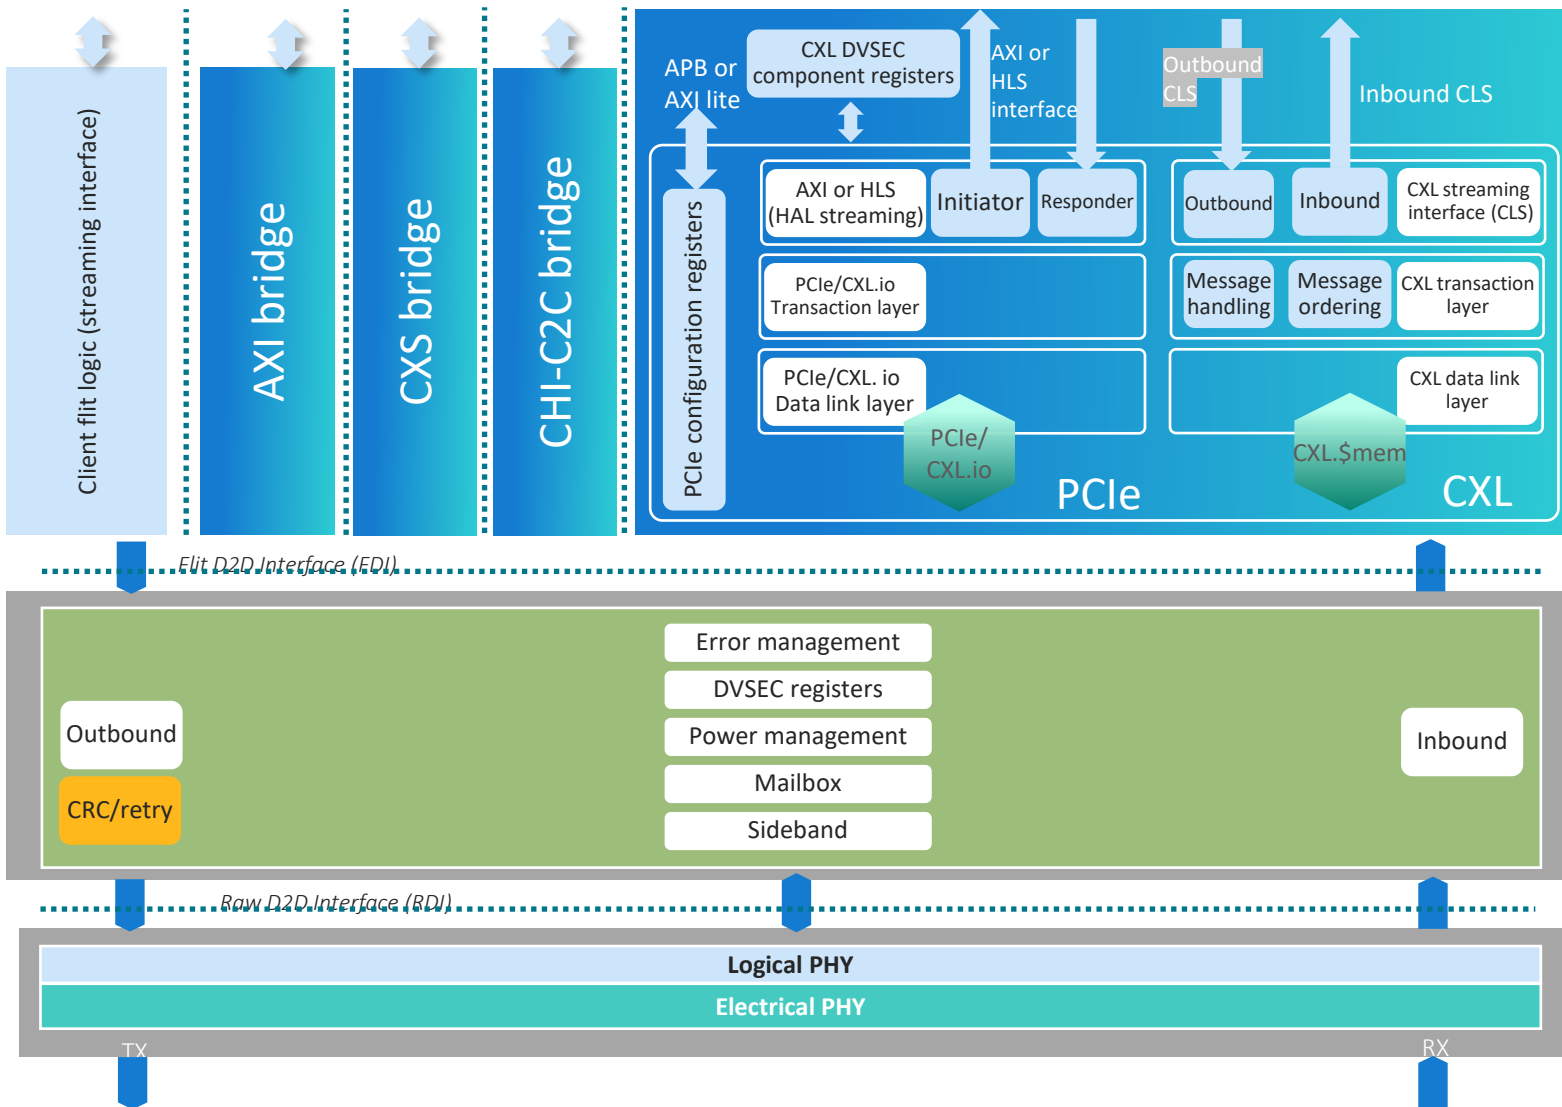 Client flit logic (streaming interface)
AXI bridge
CXS bridge
CHI-C2C bridge
APB or
AXI lite
CXL DVSEC
component registers
AXI or
HLS
interface
Outbound
CLS
Inbound CLS
PCIe configuration registers
AXI or HLS
(HAL streaming)
Initiator
Responder
Outbound
Inbound
CXL streaming
interface (CLS)
PCIe/CXL.io
Transaction layer
Message
handling
Message
ordering
CXL transaction
layer
PCIe/CXL. io
Data link layer
CXL data link
layer
PCIe/
CXL.io
CXL.$mem
PCIe
CXL
Flit D2D Interface (FDI)
Error management
DVSEC registers
Power management
Mailbox
Sideband
Outbound
CRC/retry
Inbound
Raw D2D Interface (RDI)
Logical PHY
Electrical PHY
TX
RX